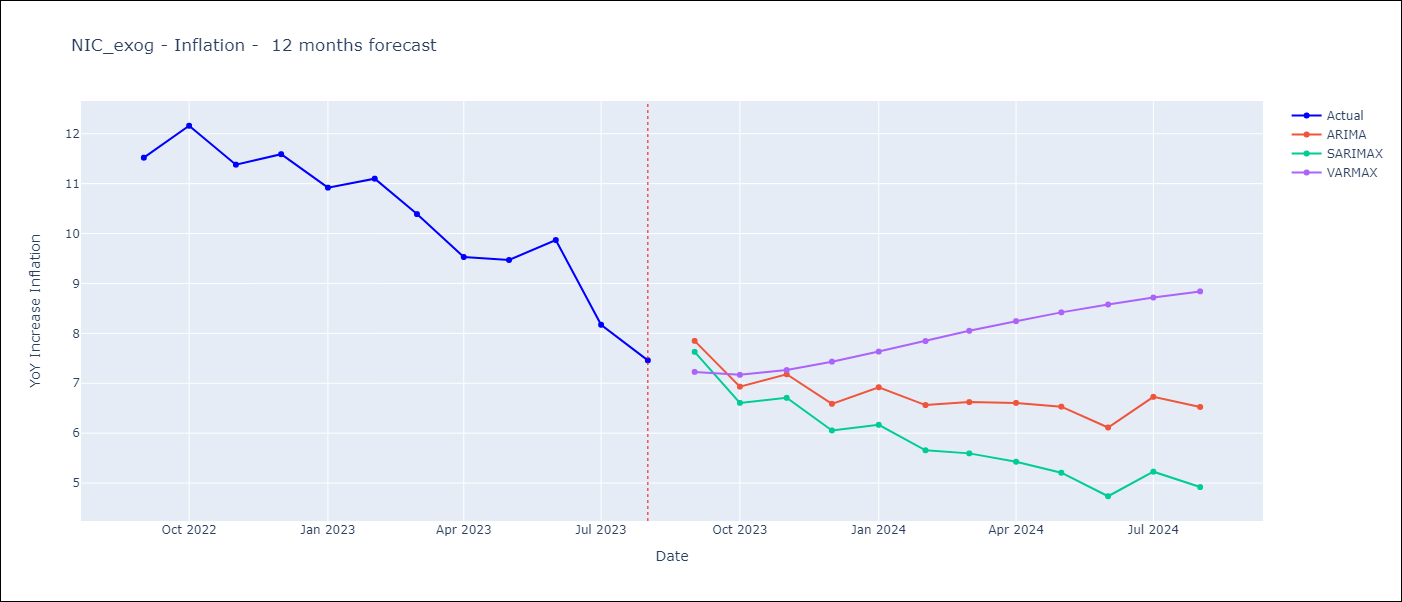 NIC_exog - Inflation -  12 months forecast
Actual
ARIMA
SARIMAX
VARMAX
YoY Increase Inflation
12
11
10
9
8
7
6
5
Oct 2022
Jan 2023
Apr 2023
Jul 2023
Oct 2023
Jan 2024
Apr 2024
Jul 2024
Date